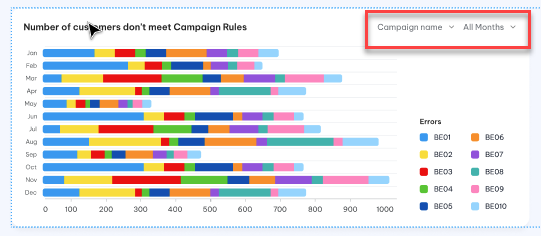 Number of customers don't meet Campaign Rules
Campaign name All Months
Jan
Feb
Mar
Apr
May
Jun
Jul
Aug
Sep
Oct
Nov
Dec
0 100 200 300 400 500 600 700 800 900 1000
Errors
BE01 BE06
BE02 BE07
BE03 BE08
BE04 BE09
BE05 BE010